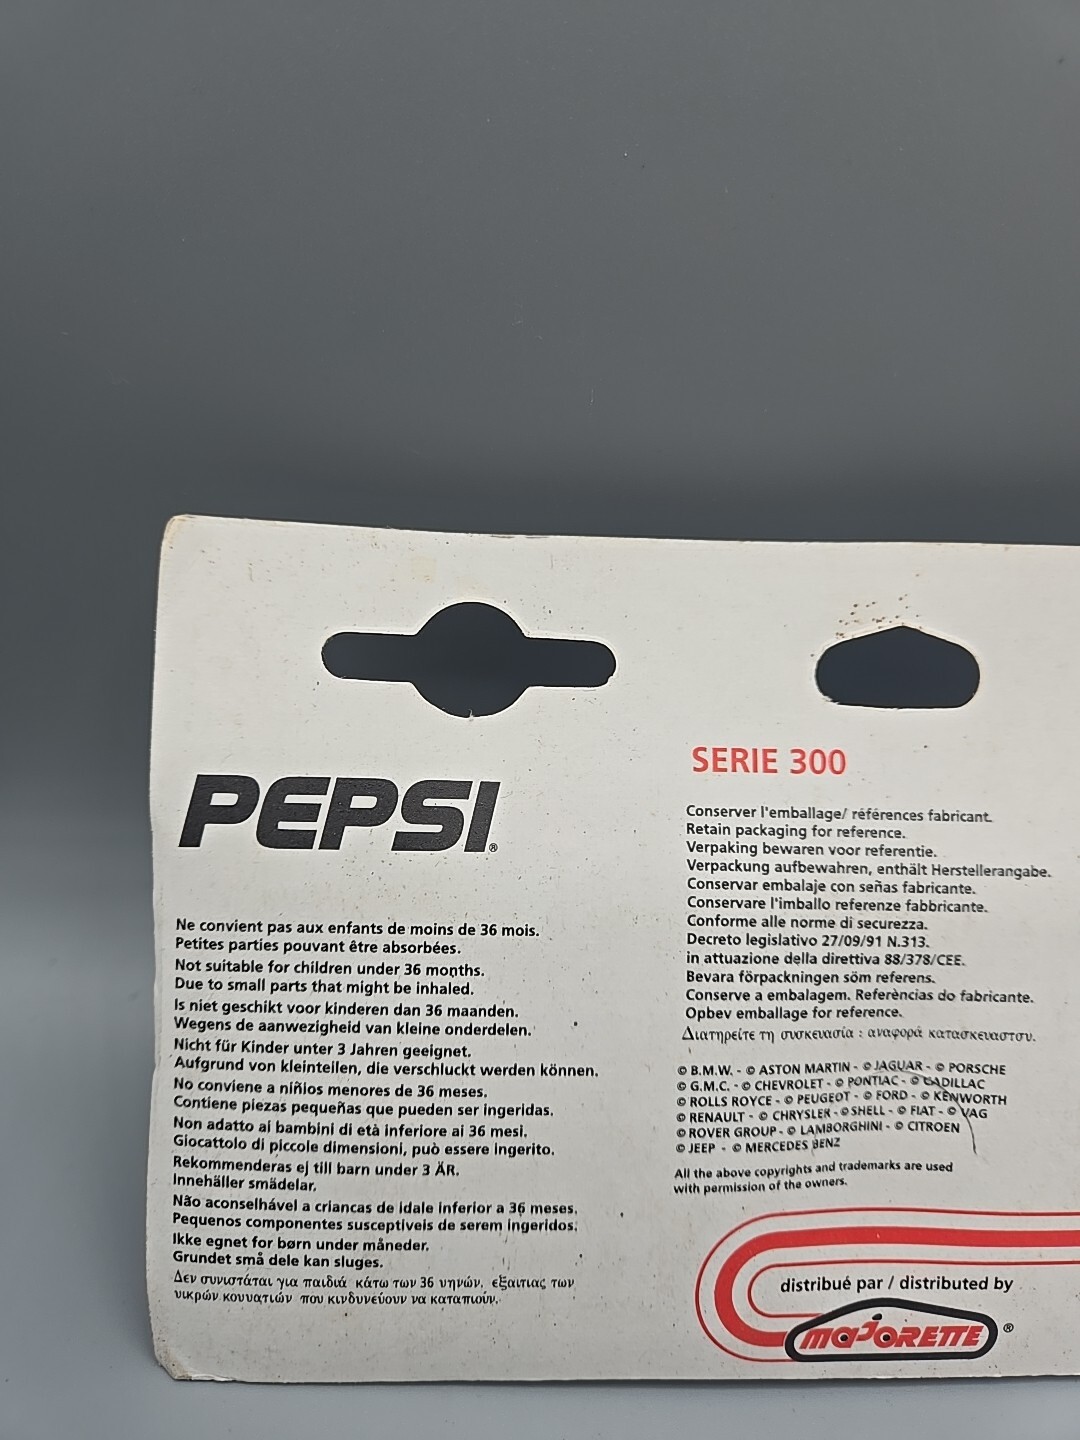 PEPSI®
Ne convient pas aux enfants de moins de 36 mois.
Petites parties pouvant être absorbées.
Not suitable for children under 36 months.
Due to small parts that might be inhaled.
Is niet geschikt voor kinderen dan 36 maanden.
Wegens de aanwezigheid van kleine onderdelen.
Nicht für Kinder unter 3 Jahren geeignet.
Aufgrund von kleinteilen, die verschluckt werden können.
No conviene a niñios menores de 36 meses.
Contiene piezas pequeñas que pueden ser ingeridas.
Non adatto ai bambini di età inferiore ai 36 mesi.
Giocattolo di piccole dimensioni, può essere ingerito.
Rekommenderas ej till barn under 3 ÄR.
Innehäller smädelar.
Não aconselhável a criancas de idale inferior a 36 meses.
Pequenos componentes susceptiveis de serem ingeridos.
Ikke egnet for børn under måneder.
Grundet små dele kan sluges.
Δεν συνιστάται για παιδιά κάτω των 36 υηνών, εξαιτιας των
υικρών κουυατιών που κινδυνεύουν να καταπιούν.
SERIE 300
Conserver l'emballage/ références fabricant.
Retain packaging for reference.
Verpaking bewaren voor referentie.
Verpackung aufbewahren, enthält Herstellerangabe.
Conservar embalaje con señas fabricante.
Conservare l'imballo referenze fabbricante.
Conforme alle norme di securezza.
Decreto legislativo 27/09/91 N.313.
in attuazione della direttiva 88/378/CEE.
Bevara förpackningen söm referens.
Conserve a embalagem. Referèncias do fabricante.
Opbev emballage for reference.
Διατηρείτε τη συσκευασία : αναφορά κατασκευαστσυ.
© B.M.W. - © ASTON MARTIN - © JAGUAR - © PORSCHE
© G.M.C. - © CHEVROLET - © PONTIAC - © CADILLAC
© ROLLS ROYCE - © PEUGEOT - © FORD - © KENWORTH
© RENAULT - © CHRYSLER - © SHELL - © FIAT - © VAG
© ROVER GROUP - © LAMBORGHINI - © CITROEN
© JEEP - © MERCEDES BENZ
All the above copyrights and trademarks are used
with permission of the owners.
distribué par / distributed by
majORETTE ®